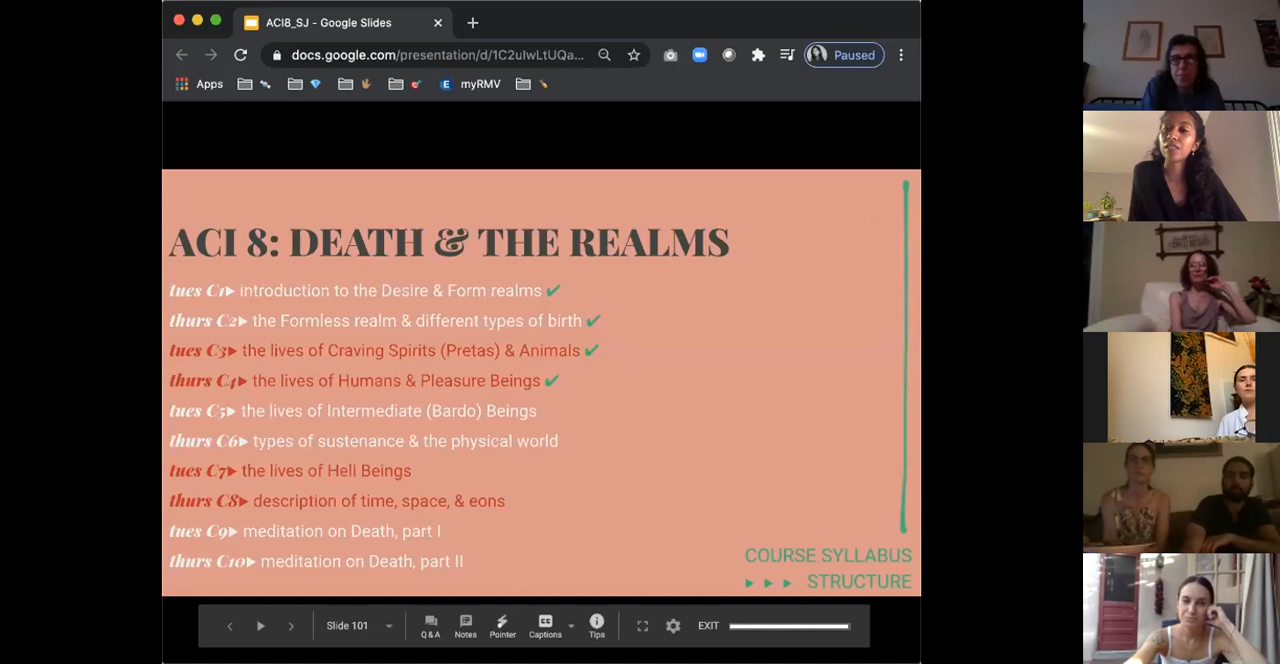 ACI8_SJ - Google Slides
docs.google.com/presentation/d/1C2ulwLtUQa...
Paused
Apps
myRMV
ACI 8: DEATH & THE REALMS
tues C1▸ introduction to the Desire & Form realms ✔
thurs C2▸ the Formless realm & different types of birth ✔
tues C3▸ the lives of Craving Spirits (Pretas) & Animals ✔
thurs C4▸ the lives of Humans & Pleasure Beings ✔
tues C5▸ the lives of Intermediate (Bardo) Beings
thurs C6▸ types of sustenance & the physical world
tues C7▸ the lives of Hell Beings
thurs C8▸ description of time, space, & eons
tues C9▸ meditation on Death, part I
thurs C10▸ meditation on Death, part II
COURSE SYLLABUS
▸ ▸ ▸ STRUCTURE
Slide 101
Q & A
Notes
Pointer
CC
Captions
Tips
EXIT